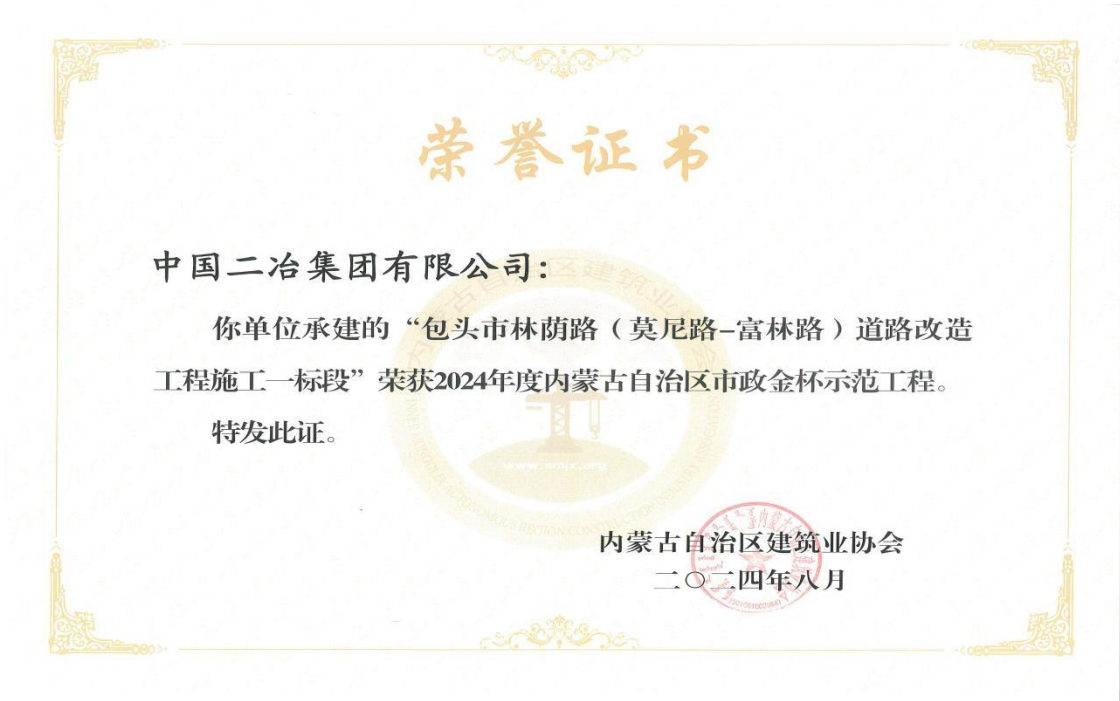 荣誉证书
中国二冶集团有限公司:
你单位承建的“包头市林荫路(莫尼路-富林路)道路改造
工程施工一标段”荣获2024年度内蒙古自治区市政金杯示范工程。
特发此证。
www.nmjx.org
内蒙古自治区建筑业协会
二〇二四年八月